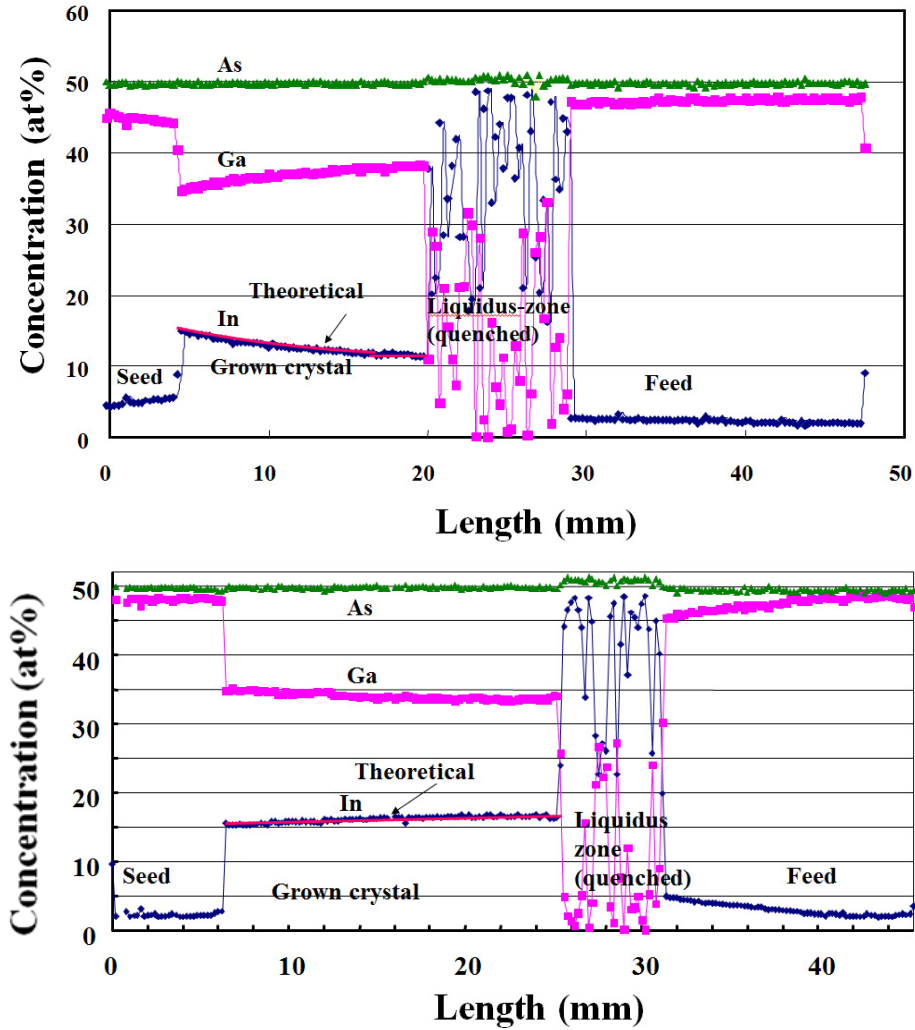 60
50
40
30
20
10
0
Concentration (at%)
As
Ga
Theoretical
In
Liquidus-zone
(quenched)
Grown crystal
Seed
Feed
0 10 20 30 40 50
Length (mm)
50
40
30
20
10
0
Concentration (at%)
As
Ga
Theoretical
In
Liquidus
zone
(quenched)
Seed
Grown crystal
Feed
0 10 20 30 40
Length (mm)